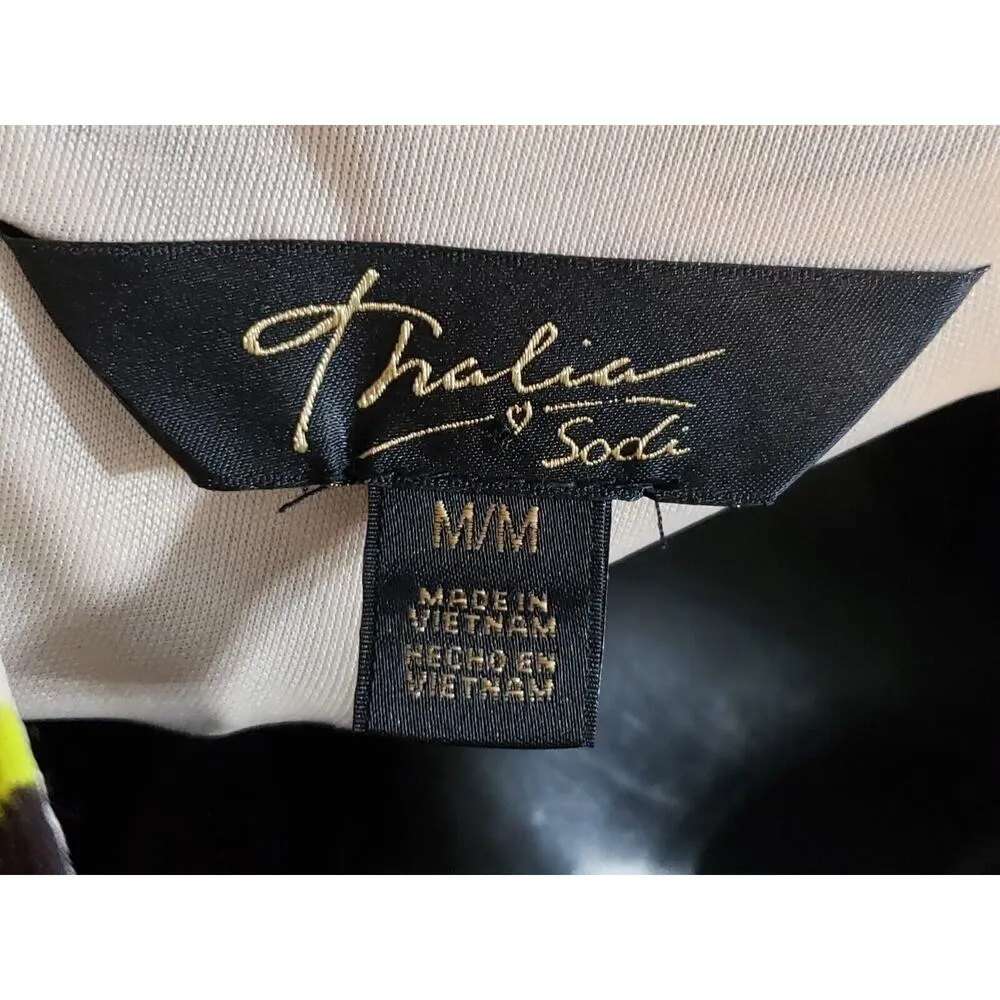 Thalia
Sodi
M/M
MADE IN
VIETNAM
HECHO EN
VIETNAM